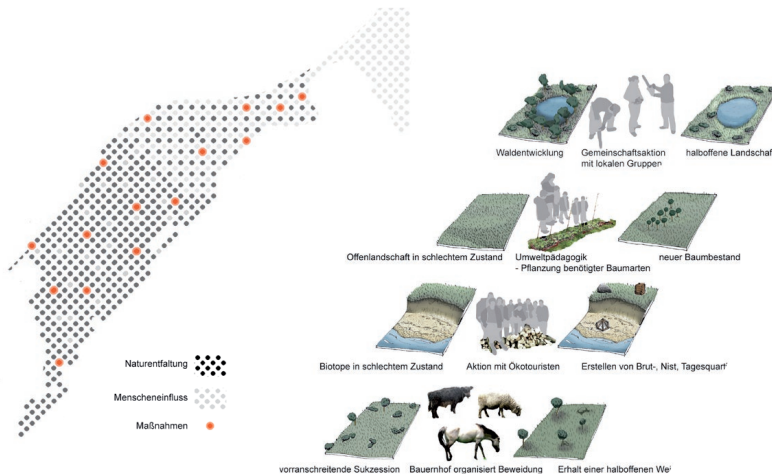 Waldentwicklung
Gemeinschaftsaktion
mit lokalen Gruppen
halboffene Landschaf
Offenlandschaft in schlechtem Zustand
Umweltpädagogik
- Pflanzung benötigter Baumarten
neuer Baumbestand
Biotope in schlechtem Zustand
Aktion mit Ökotouristen
Erstellen von Brut-, Nist, Tagesquart
vorranschreitende Sukzession
Bauernhof organisiert Beweidung
Erhalt einer halboffenen Wei
Naturentfaltung
Menscheneinfluss
Maßnahmen